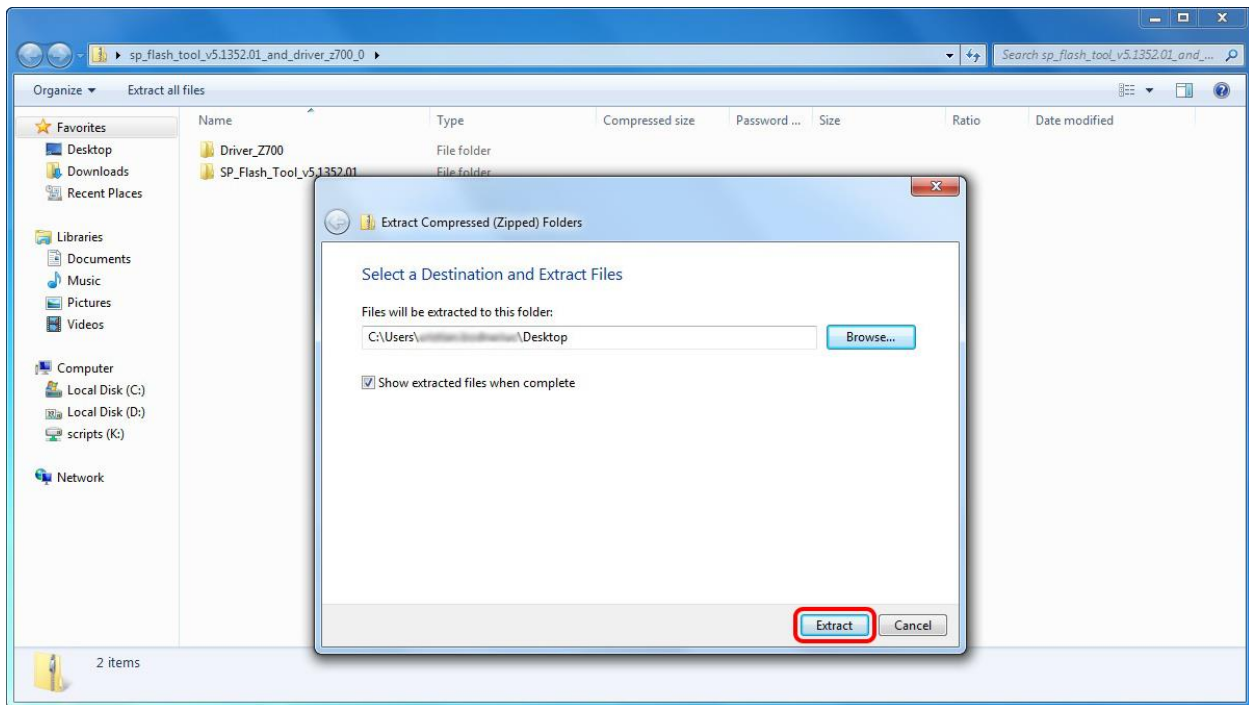 sp_flash_tool_v5.1352.01_and_driver_z700_0
Search sp_flash_tool_v5.1352.01_and_...
Organize Extract all files
Name Type Compressed size Password ... Size Ratio Date modified
Favorites
Desktop
Downloads
Recent Places
Libraries
Documents
Music
Pictures
Videos
Computer
Local Disk (C:)
Local Disk (D:)
scripts (K:)
Network
Driver_Z700 File folder
SP_Flash_Tool_v5.1352.01 File folder
Extract Compressed (Zipped) Folders
Select a Destination and Extract Files
Files will be extracted to this folder:
C:\Users\ \Desktop
Browse...
Show extracted files when complete
Extract Cancel
2 items